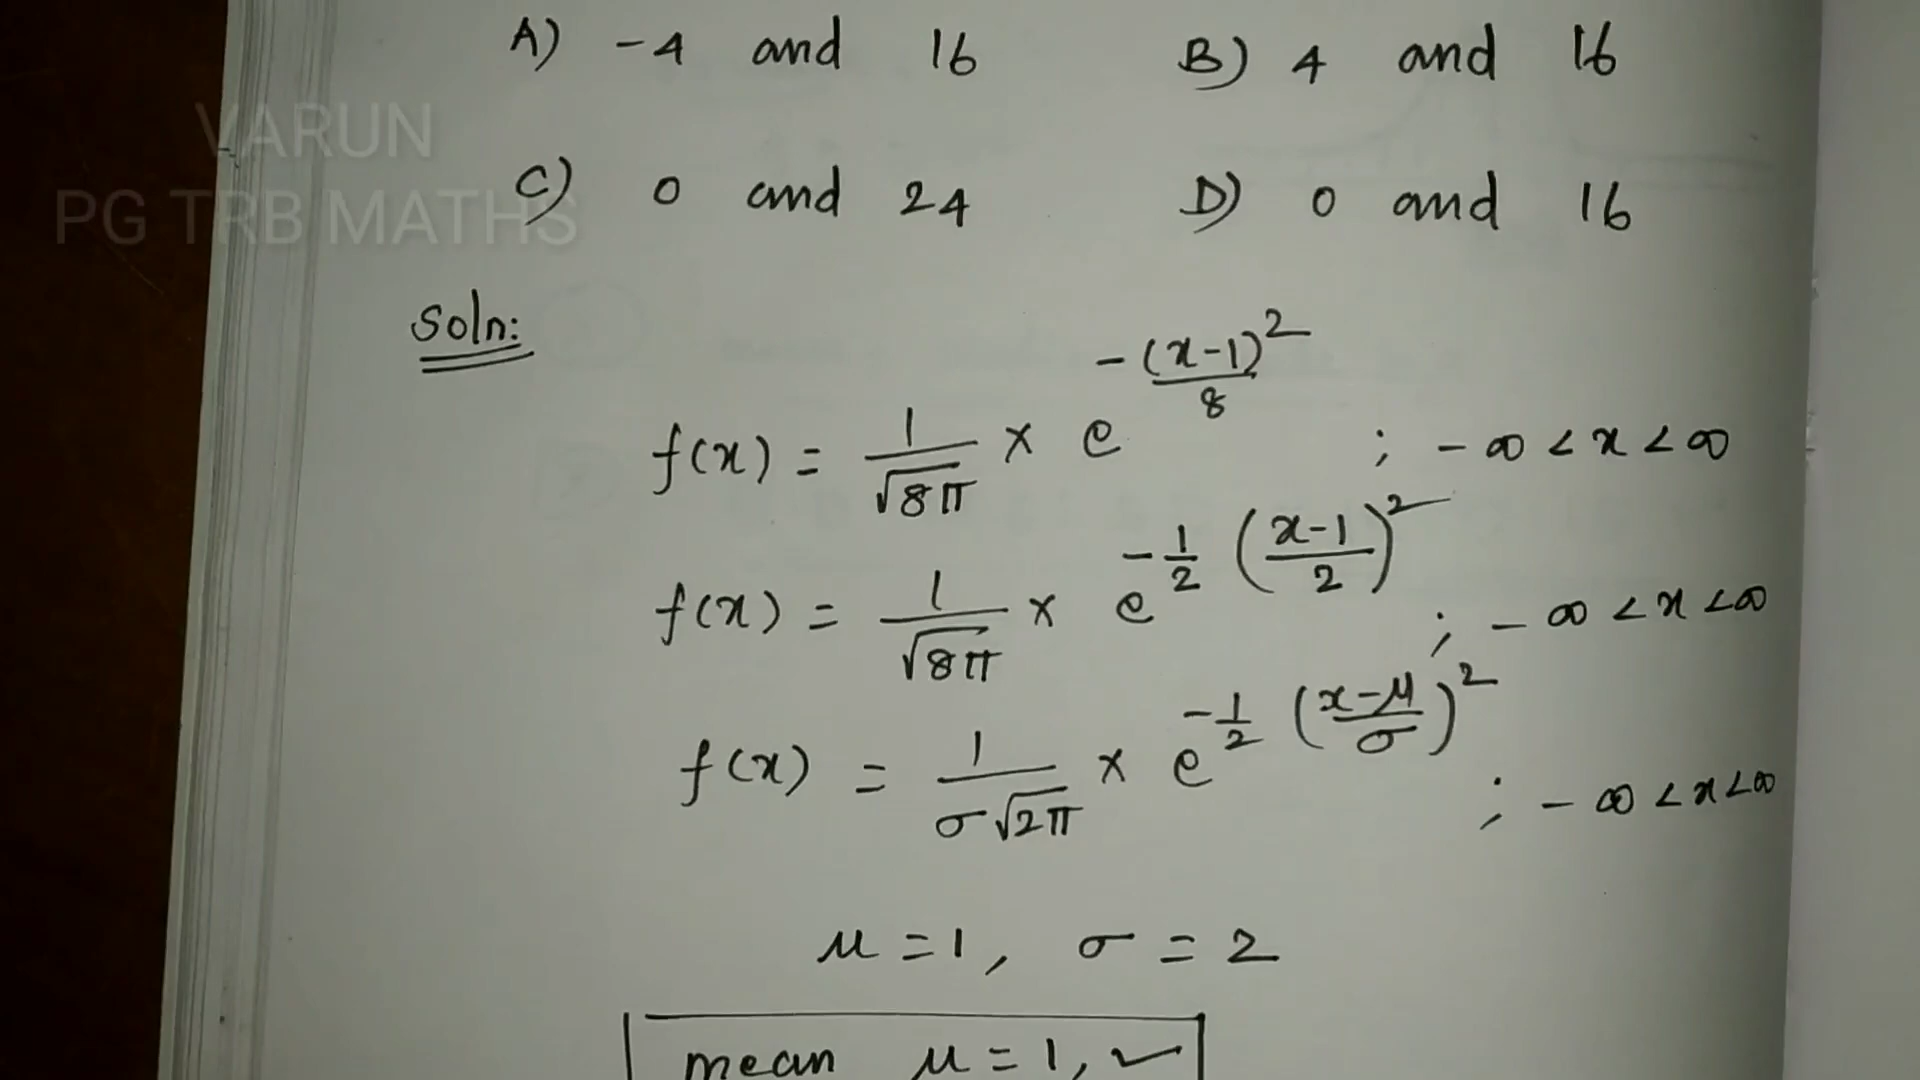 A) -4 and 16 B) 4 and 16
VARUN
PG TRB MATHS
C) 0 and 24 D) 0 and 16
Soln:
f(x) = 1/√8π × e^(-(x-1)²/8) ; -∞ < x < ∞
f(x) = 1/√8π × e^(-1/2 ((x-1)/2)²) ; -∞ < x < ∞
f(x) = 1/σ√2π × e^(-1/2 ((x-μ)/σ)²) ; -∞ < x < ∞
μ = 1, σ = 2
mean μ = 1, ✓